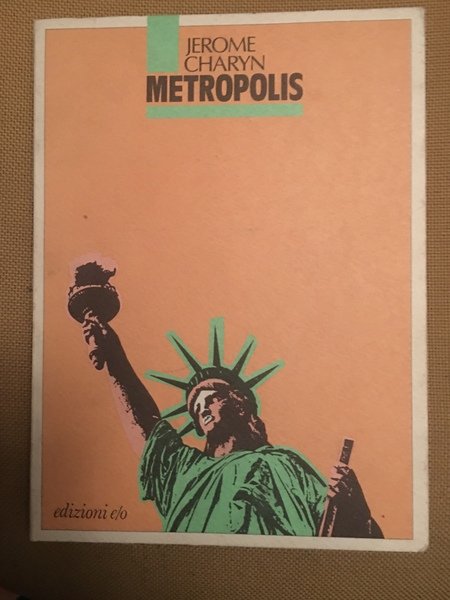 JEROME
CHARYN
METROPOLIS
edizioni e/o